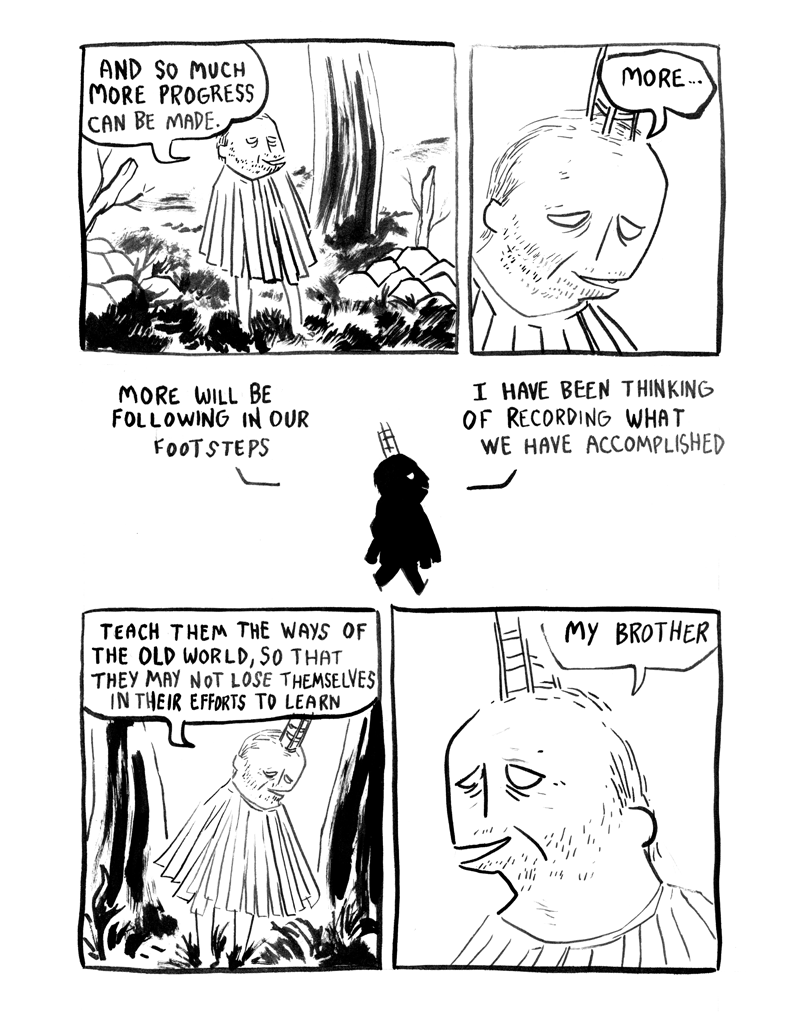 AND SO MUCH
MORE PROGRESS
CAN BE MADE.
MORE...
MORE WILL BE
FOLLOWING IN OUR
FOOTSTEPS
I HAVE BEEN THINKING
OF RECORDING WHAT
WE HAVE ACCOMPLISHED
TEACH THEM THE WAYS OF
THE OLD WORLD, SO THAT
THEY MAY NOT LOSE THEMSELVES
IN THEIR EFFORTS TO LEARN
MY BROTHER